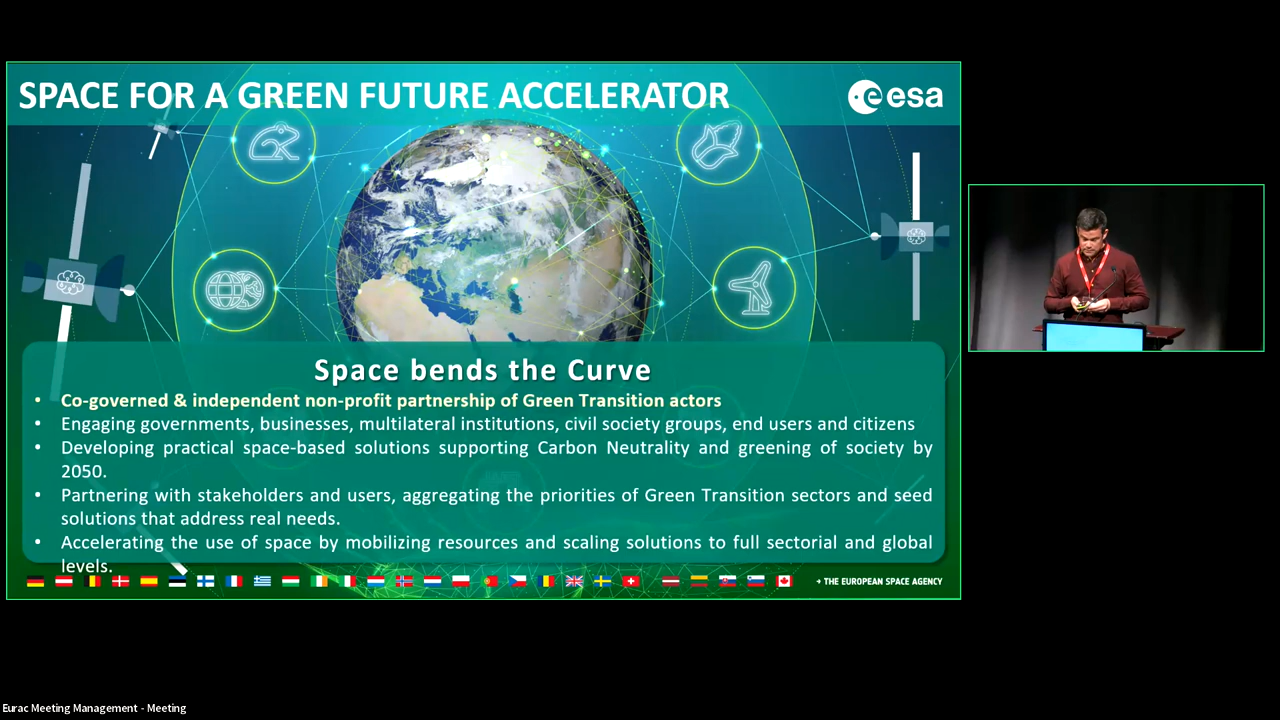 SPACE FOR A GREEN FUTURE ACCELERATOR
esa
Space bends the Curve
• Co-governed & independent non-profit partnership of Green Transition actors
• Engaging governments, businesses, multilateral institutions, civil society groups, end users and citizens
• Developing practical space-based solutions supporting Carbon Neutrality and greening of society by
2050.
• Partnering with stakeholders and users, aggregating the priorities of Green Transition sectors and seed
solutions that address real needs.
• Accelerating the use of space by mobilizing resources and scaling solutions to full sectorial and global
levels.
→ THE EUROPEAN SPACE AGENCY
Eurac Meeting Management - Meeting